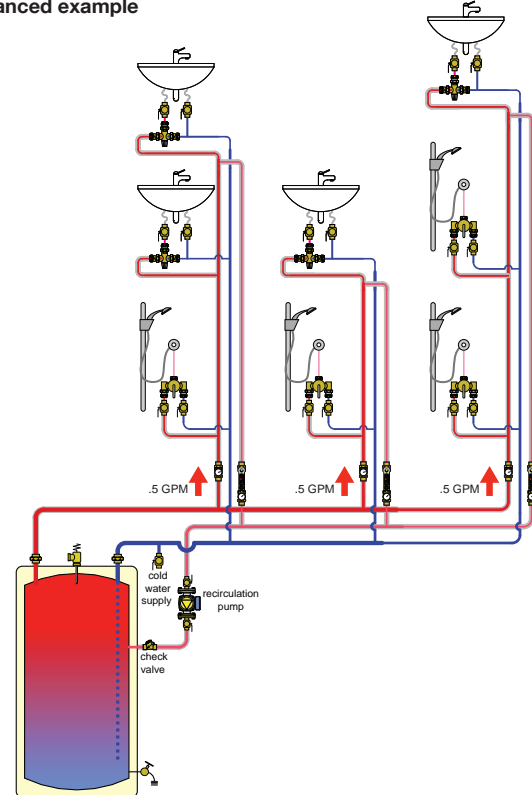 anced example
.5 GPM
.5 GPM
.5 GPM
cold
water
supply
recirculation
pump
check
valve